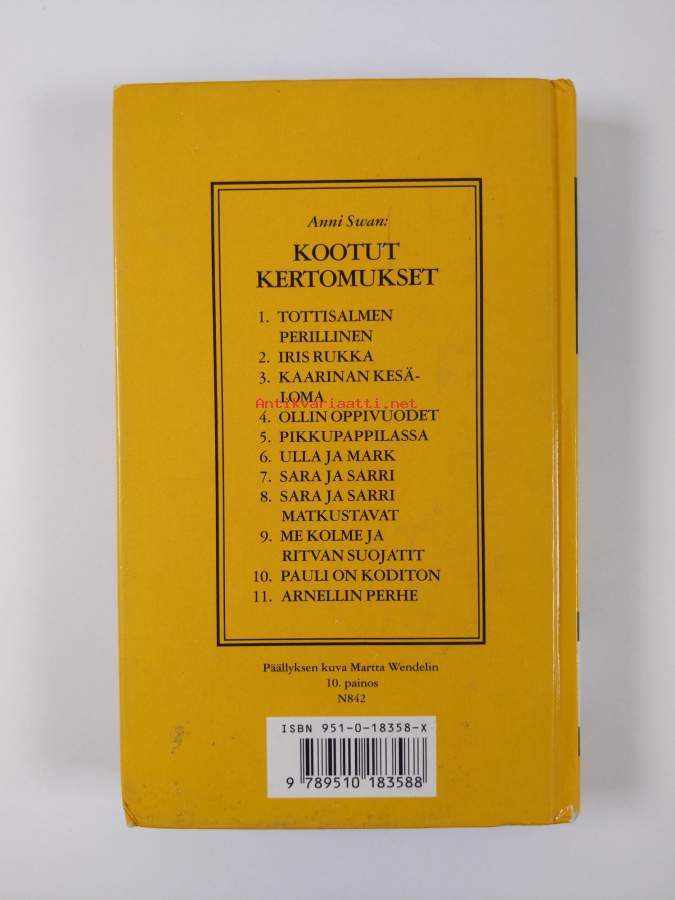 Anni Swan:
KOOTUT
KERTOMUKSET
1. TOTTISALMEN
PERILLINEN
2. IRIS RUKKA
3. KAARINAN KESÄ-
LOMA
Antikvariaatti.net
4. OLLIN OPPIVUODET
5. PIKKUPAPPILASSA
6. ULLA JA MARK
7. SARA JA SARRI
8. SARA JA SARRI
MATKUSTAVAT
9. ME KOLME JA
RITVAN SUOJATIT
10. PAULI ON KODITON
11. ARNELLIN PERHE
Päällyksen kuva Martta Wendelin
10. painos
N842
ISBN 951-0-18358-X
9 789510 183588